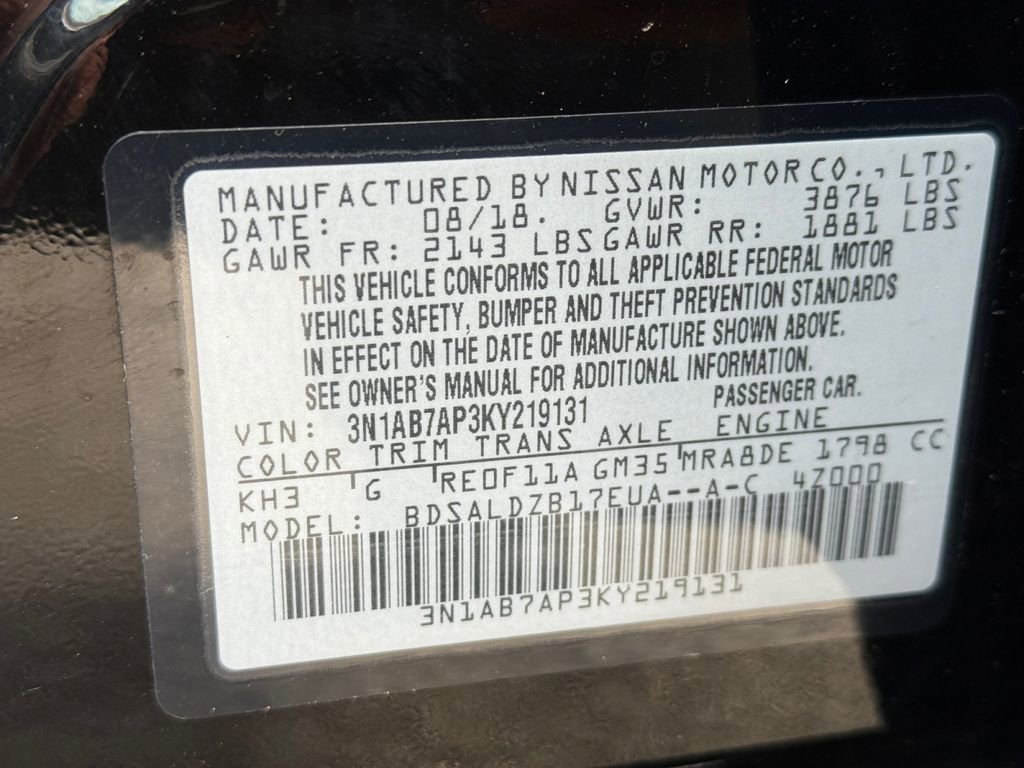 MANUFACTURED BY NISSAN MOTOR CO., LTD.
DATE: 08/18. GVWR: 3876 LBS
GAWR FR: 2143 LBS GAWR RR: 1881 LBS
THIS VEHICLE CONFORMS TO ALL APPLICABLE FEDERAL MOTOR
VEHICLE SAFETY, BUMPER AND THEFT PREVENTION STANDARDS
IN EFFECT ON THE DATE OF MANUFACTURE SHOWN ABOVE.
SEE OWNER'S MANUAL FOR ADDITIONAL INFORMATION.
VIN: 3N1AB7AP3KY219131 PASSENGER CAR.
COLOR TRIM TRANS AXLE ENGINE
KH3 G RE0F11A GM35 MRA8DE 1798 CC
MODEL: BDSALDZB17EUA--A-C 4Z000
3N1AB7AP3KY219131